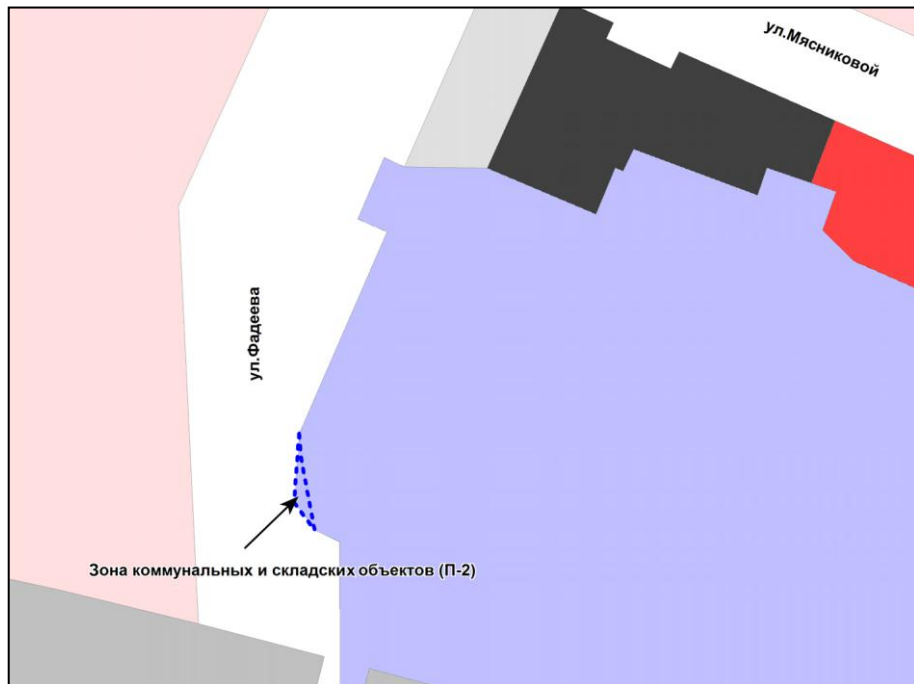 ул.Мясниковой
ул.Фадеева
Зона коммунальных и складских объектов (П-2)